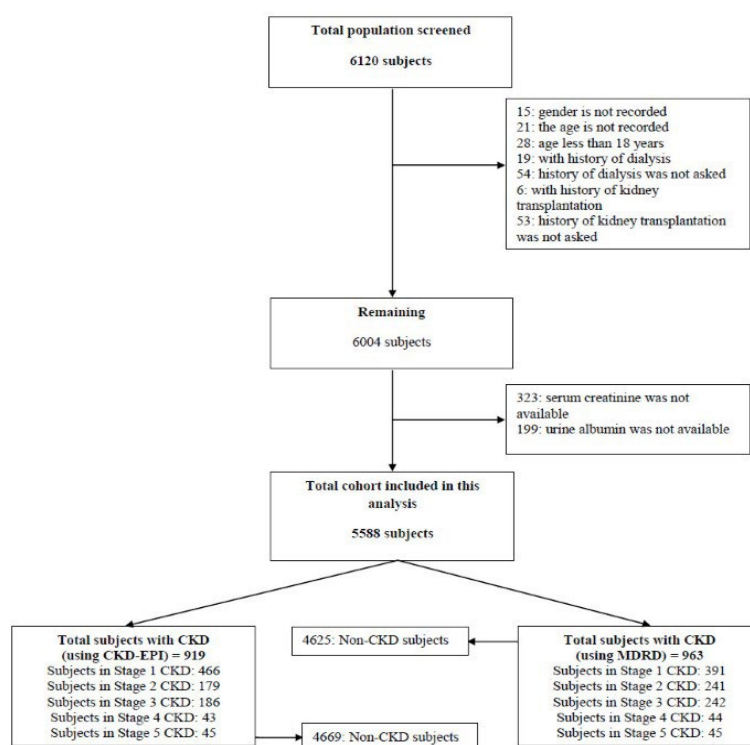 Total population screened
6120 subjects
15: gender is not recorded
21: the age is not recorded
28: age less than 18 years
19: with history of dialysis
54: history of dialysis was not asked
6: with history of kidney
transplantation
53: history of kidney transplantation
was not asked
Remaining
6004 subjects
323: serum creatinine was not
available
199: urine albumin was not available
Total cohort included in this
analysis
5588 subjects
Total subjects with CKD
(using CKD-EPI) = 919
Subjects in Stage 1 CKD: 466
Subjects in Stage 2 CKD: 179
Subjects in Stage 3 CKD: 186
Subjects in Stage 4 CKD: 43
Subjects in Stage 5 CKD: 45
4625: Non-CKD subjects
4669: Non-CKD subjects
Total subjects with CKD
(using MDRD) = 963
Subjects in Stage 1 CKD: 391
Subjects in Stage 2 CKD: 241
Subjects in Stage 3 CKD: 242
Subjects in Stage 4 CKD: 44
Subjects in Stage 5 CKD: 45